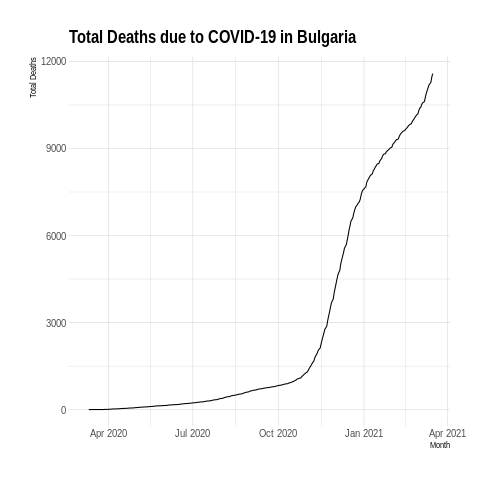 Total Deaths due to COVID-19 in Bulgaria
Total Deaths
12000
9000
6000
3000
0
Apr 2020 Jul 2020 Oct 2020 Jan 2021 Apr 2021
Month